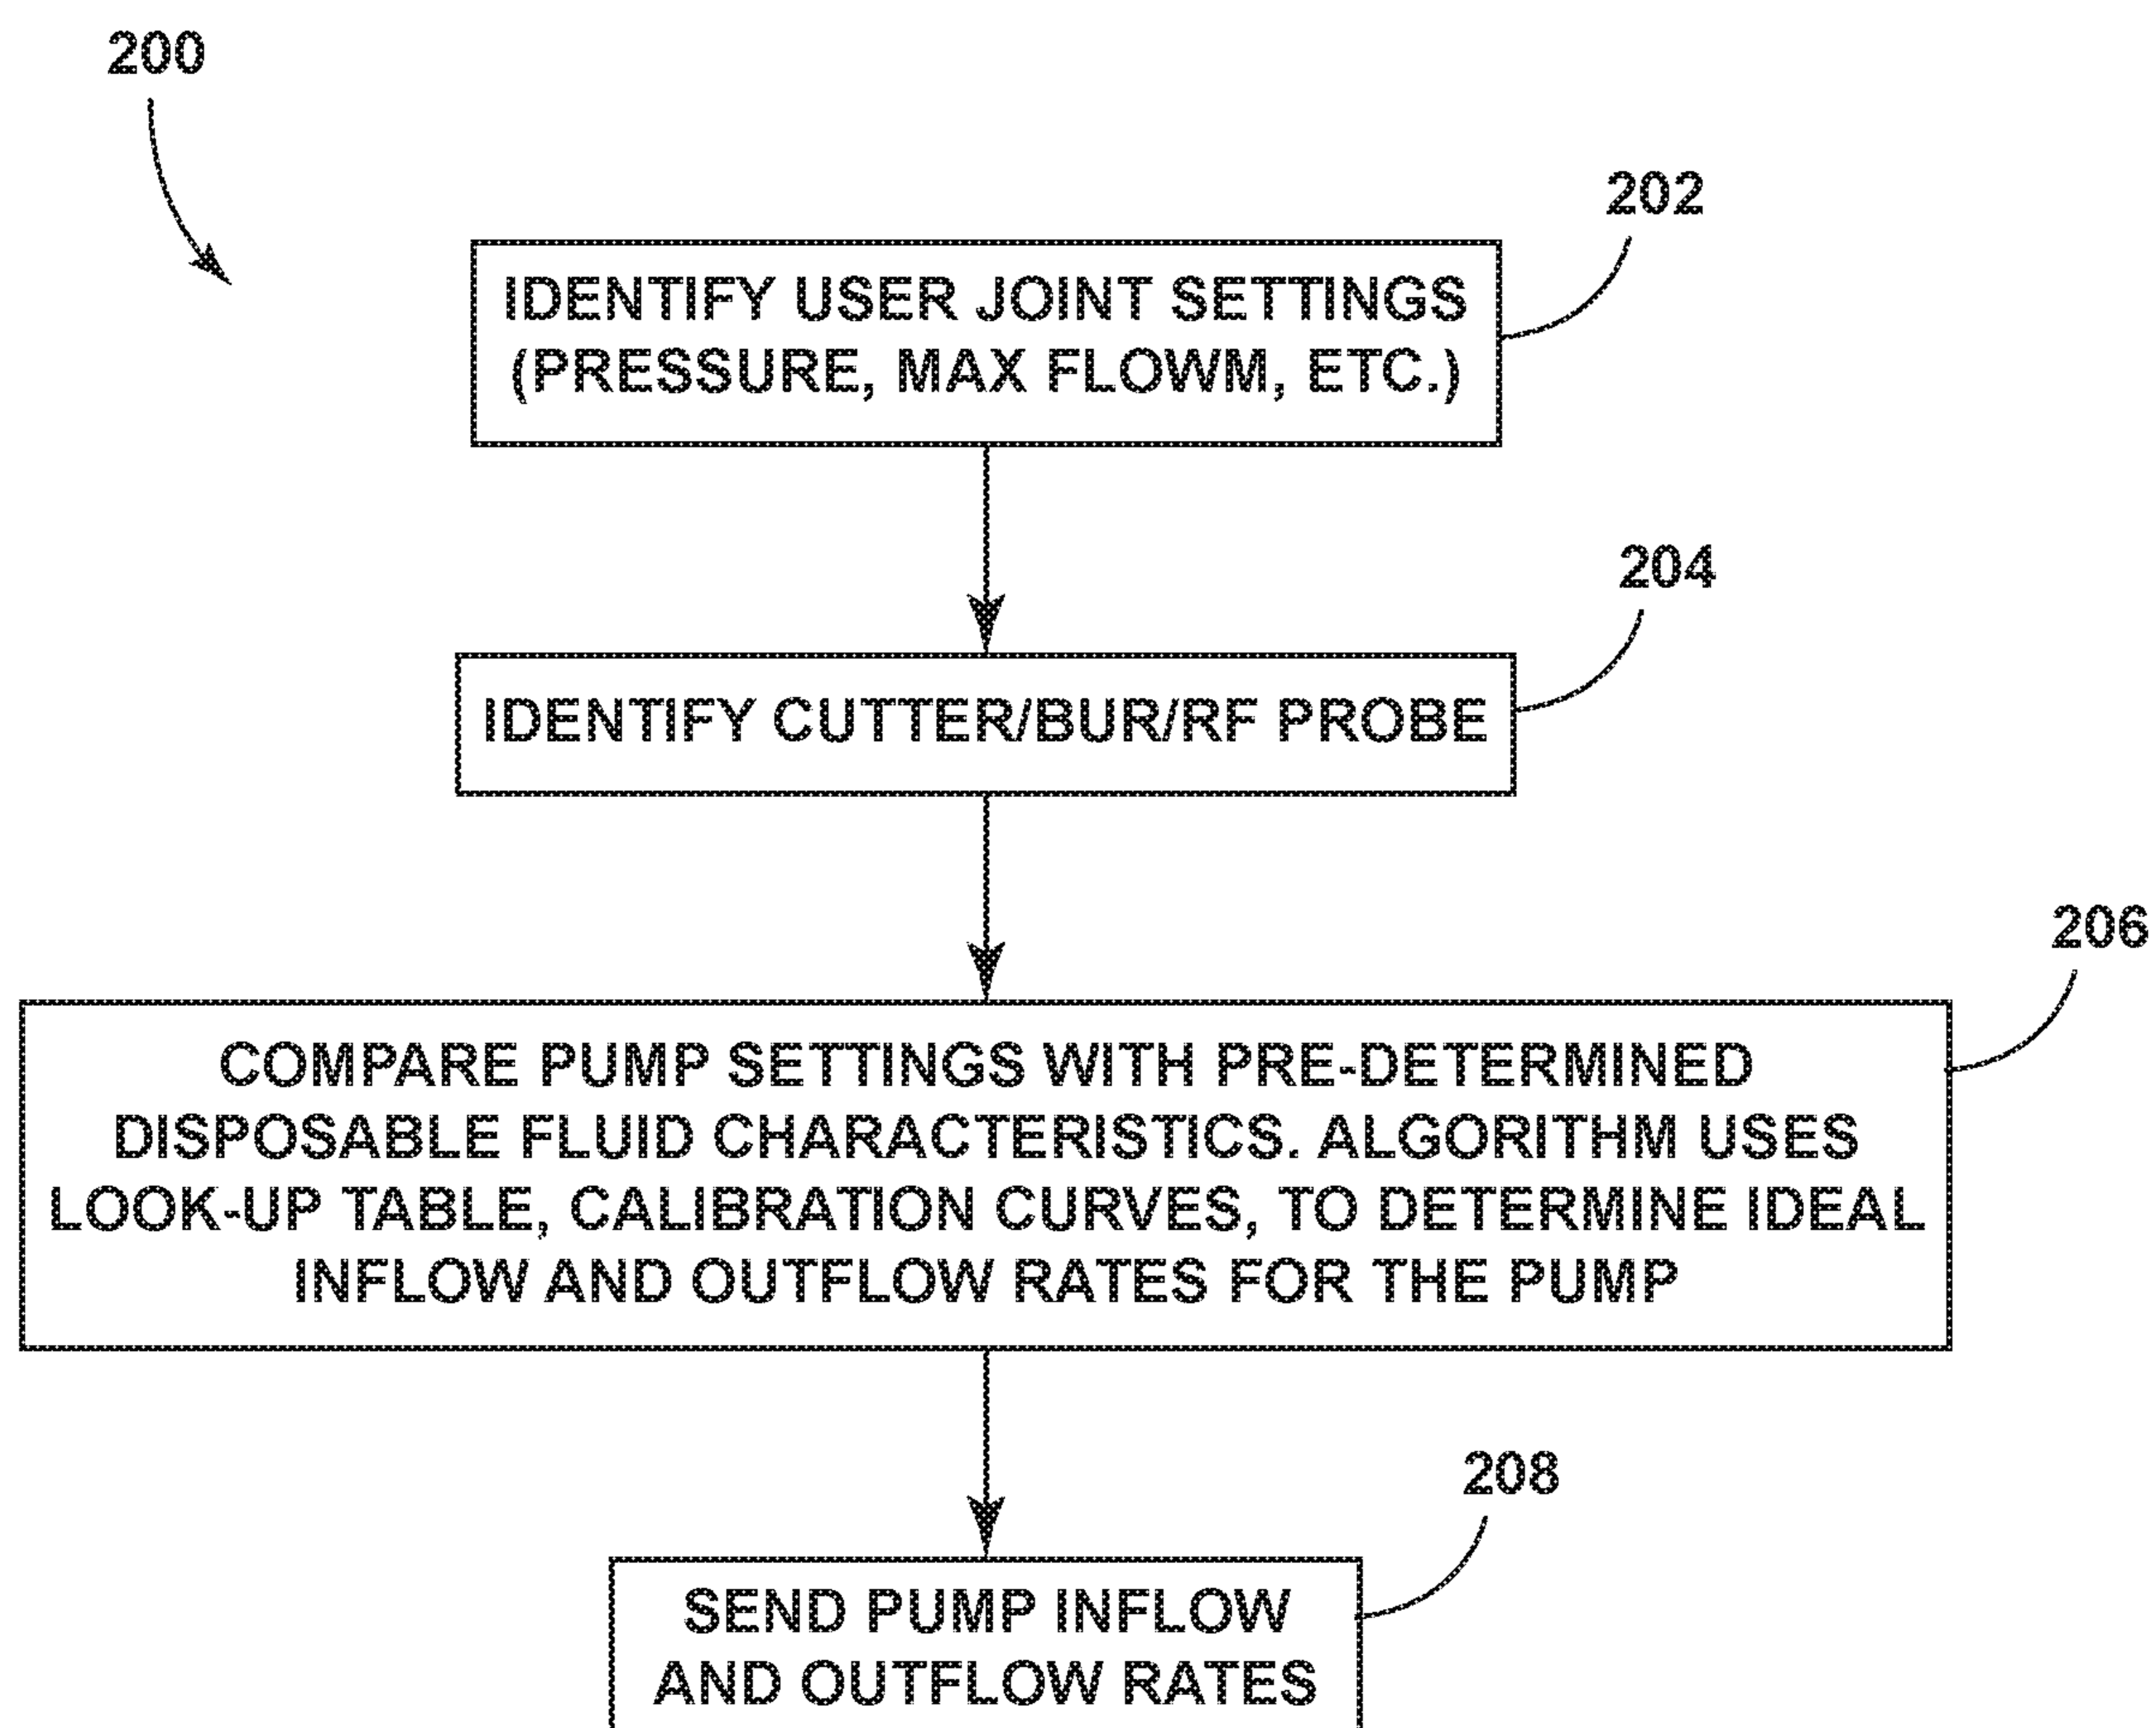 200
202
IDENTIFY USER JOINT SETTINGS
(PRESSURE, MAX FLOWM, ETC.)
204
IDENTIFY CUTTER/BUR/RF PROBE
206
COMPARE PUMP SETTINGS WITH PRE-DETERMINED
DISPOSABLE FLUID CHARACTERISTICS. ALGORITHM USES
LOOK-UP TABLE, CALIBRATION CURVES, TO DETERMINE IDEAL
INFLOW AND OUTFLOW RATES FOR THE PUMP
208
SEND PUMP INFLOW
AND OUTFLOW RATES